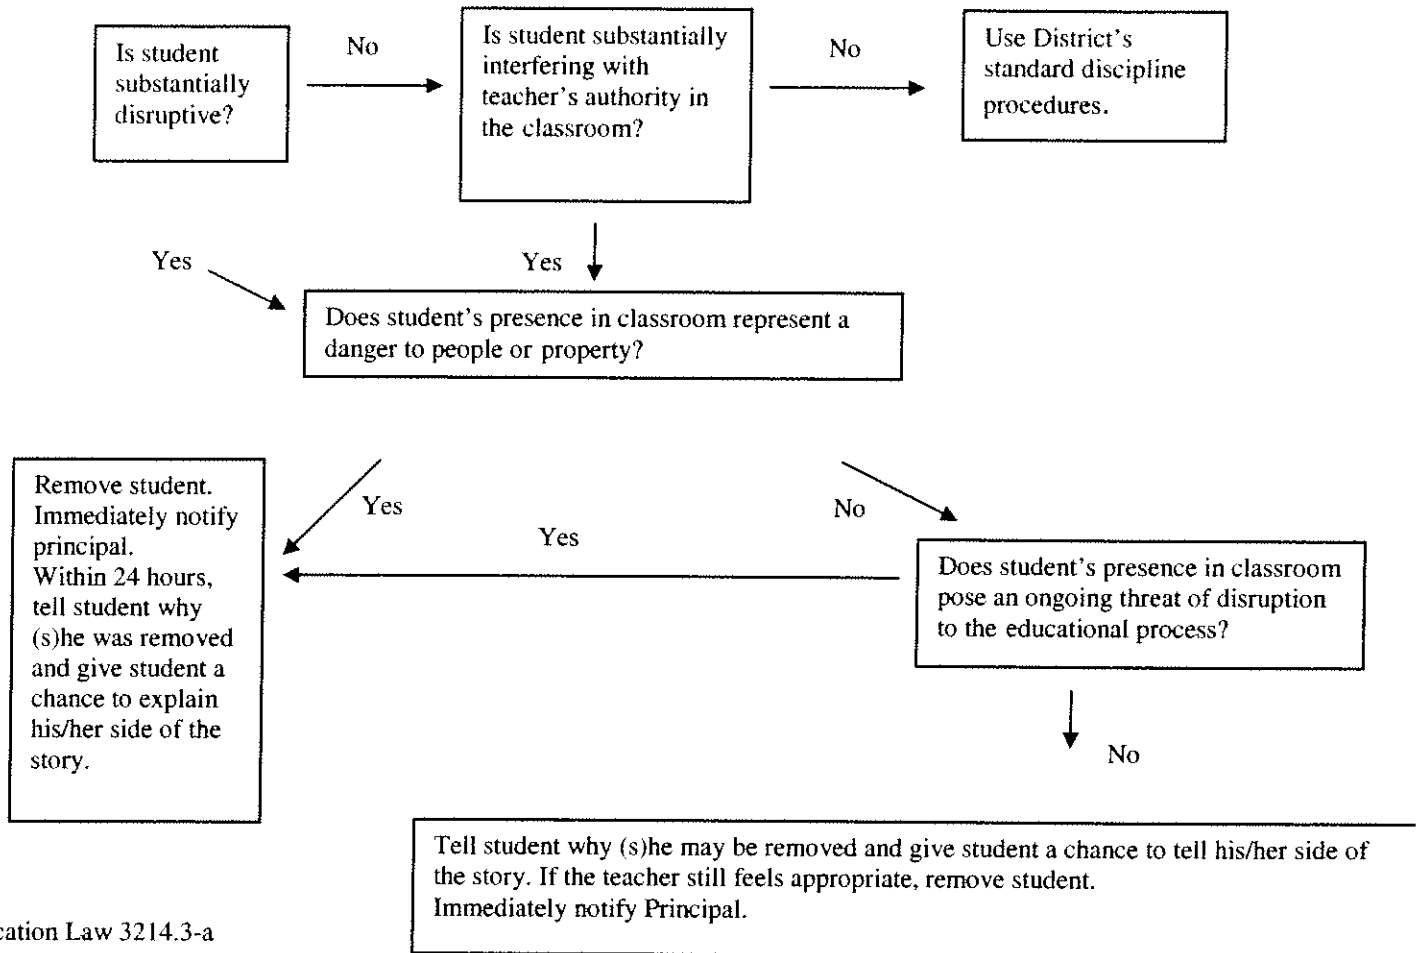 Is student
substantially
disruptive?
No
Is student substantially
interfering with
teacher's authority in
the classroom?
No
Use District's
standard discipline
procedures.
Yes
Yes
Does student's presence in classroom represent a
danger to people or property?
Remove student.
Immediately notify
principal.
Within 24 hours,
tell student why
(s)he was removed
and give student a
chance to explain
his/her side of the
story.
Yes
No
Yes
Does student's presence in classroom
pose an ongoing threat of disruption
to the educational process?
No
Tell student why (s)he may be removed and give student a chance to tell his/her side of
the story. If the teacher still feels appropriate, remove student.
Immediately notify Principal.
cation Law 3214.3-a